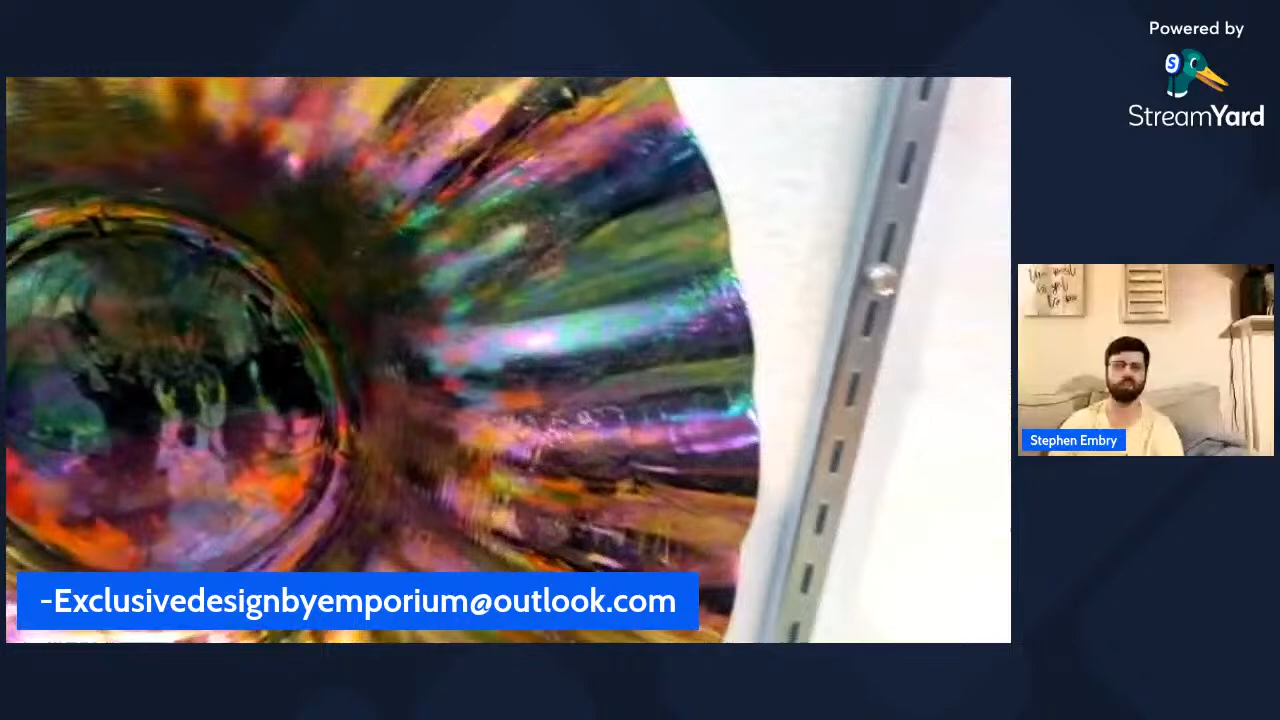 Powered by
S
StreamYard
Stephen Embry
-Exclusivedesignbyemporium@outlook.com